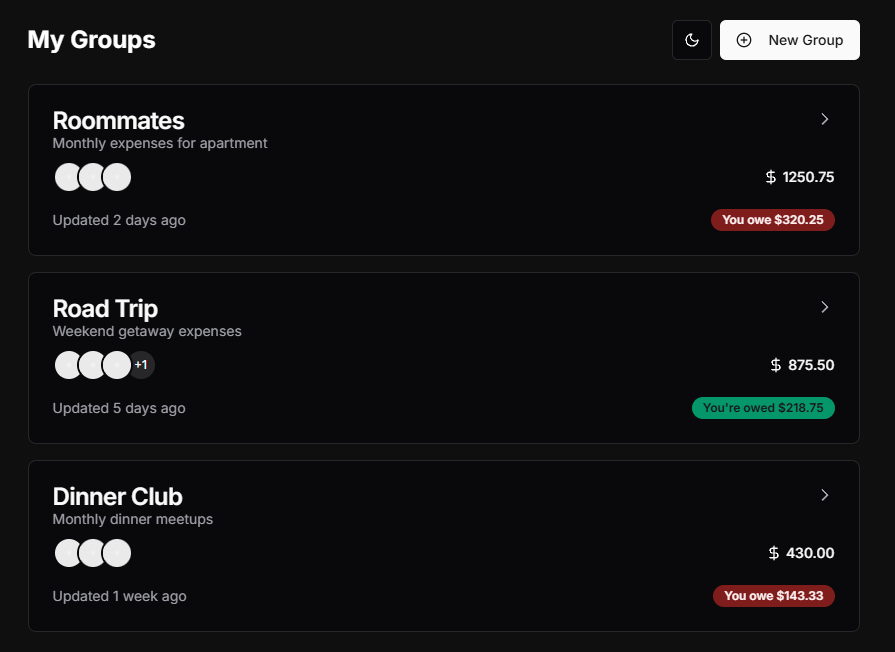 My Groups
New Group
Roommates
Monthly expenses for apartment
$ 1250.75
Updated 2 days ago
You owe $320.25
Road Trip
Weekend getaway expenses
+1
$ 875.50
Updated 5 days ago
You're owed $218.75
Dinner Club
Monthly dinner meetups
$ 430.00
Updated 1 week ago
You owe $143.33